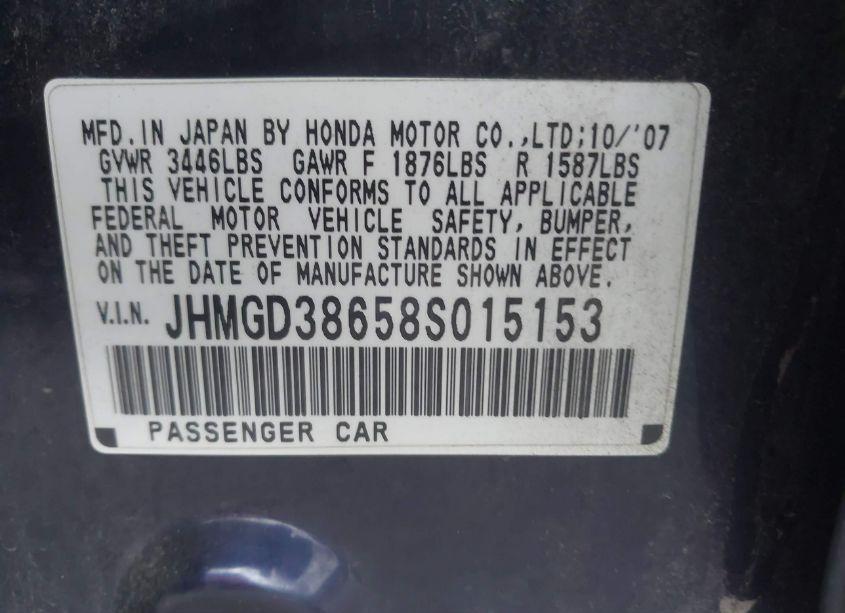 MFD. IN JAPAN BY HONDA MOTOR CO.,LTD;10/'07
GVWR 3446LBS GAWR F 1876LBS R 1587LBS
THIS VEHICLE CONFORMS TO ALL APPLICABLE
FEDERAL MOTOR VEHICLE SAFETY, BUMPER,
AND THEFT PREVENTION STANDARDS IN EFFECT
ON THE DATE OF MANUFACTURE SHOWN ABOVE.
V.I.N. JHMGD38658S015153
PASSENGER CAR